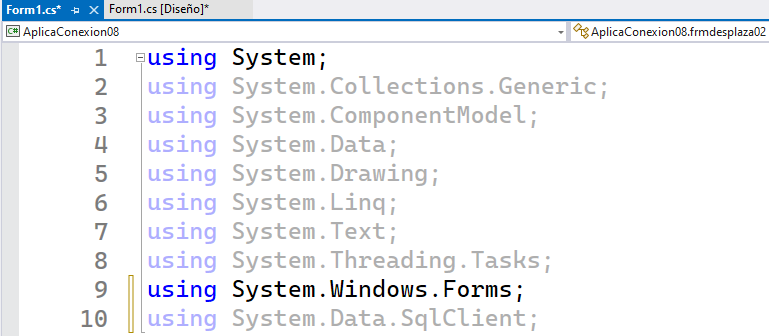 Form1.cs* Form1.cs [Diseño]*
AplicaConexion08 AplicaConexion08.frmdesplaza02
1 using System;
2 using System.Collections.Generic;
3 using System.ComponentModel;
4 using System.Data;
5 using System.Drawing;
6 using System.Linq;
7 using System.Text;
8 using System.Threading.Tasks;
9 using System.Windows.Forms;
10 using System.Data.SqlClient;